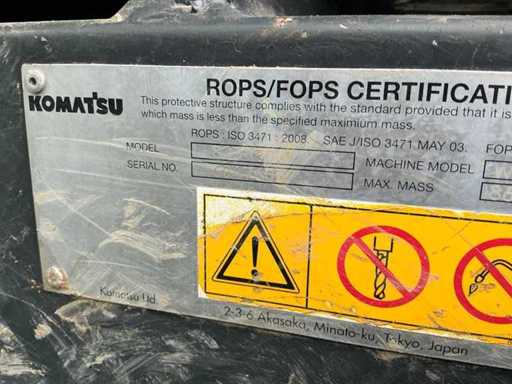 KOMATSU
ROPS/FOPS CERTIFICATI
This protective structure complies with the standard provided that it is
which mass is less than the specified maximium mass.
ROPS : ISO 3471 : 2008 SAE J/ISO 3471 MAY 03. FOP
MODEL
MACHINE MODEL
SERIAL NO.
MAX. MASS
Komatsu Ltd.
2-3-6 Akasaka, Minato-ku, Tokyo, Japan